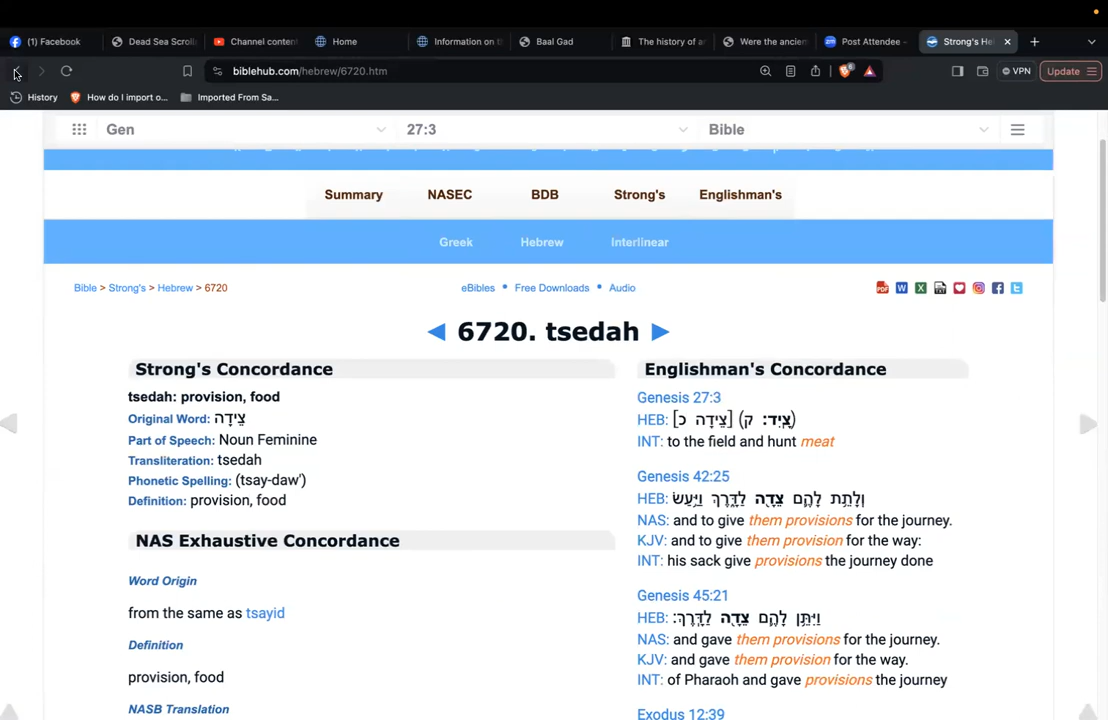 (1) Facebook
Dead Sea Scroll
Channel content
Home
Information on t
Baal Gad
The history of a
Were the ancien
Post Attendee -
Strong's He
biblehub.com/hebrew/6720.htm
6
VPN
Update
History
How do I import o...
Imported From Sa...
Gen
27:3
Bible
Summary
NASEC
BDB
Strong's
Englishman's
Greek
Hebrew
Interlinear
Bible > Strong's > Hebrew > 6720
eBibles • Free Downloads • Audio
◄ 6720. tsedah ►
Strong's Concordance
tsedah: provision, food
Original Word: צֵידָה
Part of Speech: Noun Feminine
Transliteration: tsedah
Phonetic Spelling: (tsay-daw')
Definition: provision, food
NAS Exhaustive Concordance
Word Origin
from the same as tsayid
Definition
provision, food
NASB Translation
Englishman's Concordance
Genesis 27:3
HEB: [צֵידָה כ] (צָֽיִד׃ ק)
INT: to the field and hunt meat
Genesis 42:25
HEB: וְלָתֵ֥ת לָהֶ֛ם צֵדָ֖ה לַדָּ֑רֶךְ וַיַּ֥עַשׂ
NAS: and to give them provisions for the journey.
KJV: and to give them provision for the way:
INT: his sack give provisions the journey done
Genesis 45:21
HEB: וַיִּתֵּ֥ן לָהֶ֛ם צֵדָ֖ה לַדָּֽרֶךְ׃
NAS: and gave them provisions for the journey.
KJV: and gave them provision for the way.
INT: of Pharaoh and gave provisions the journey
Exodus 12:39